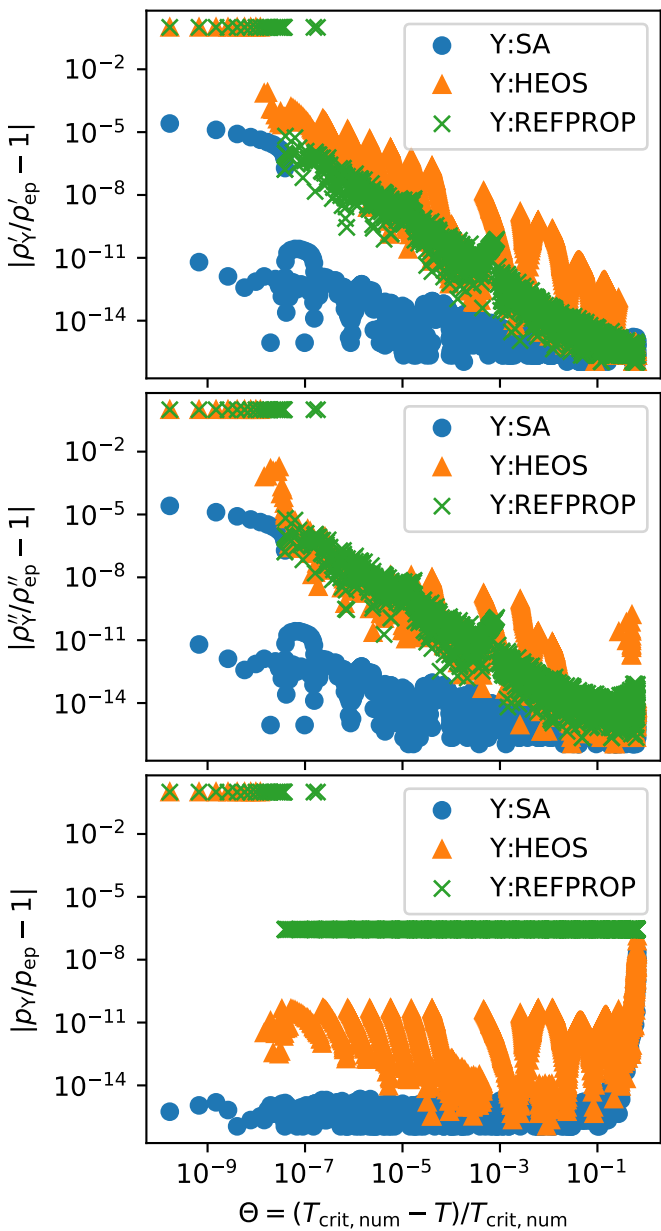 10⁻²
10⁻⁵
10⁻⁸
10⁻¹¹
10⁻¹⁴
|ρ′_Y/ρ′_ep − 1|
Y:SA
Y:HEOS
Y:REFPROP
10⁻²
10⁻⁵
10⁻⁸
10⁻¹¹
10⁻¹⁴
|ρ″_Y/ρ″_ep − 1|
Y:SA
Y:HEOS
Y:REFPROP
10⁻²
10⁻⁵
10⁻⁸
10⁻¹¹
10⁻¹⁴
|p_Y/p_ep − 1|
Y:SA
Y:HEOS
Y:REFPROP
10⁻⁹ 10⁻⁷ 10⁻⁵ 10⁻³ 10⁻¹
Θ = (T_crit, num − T)/T_crit, num